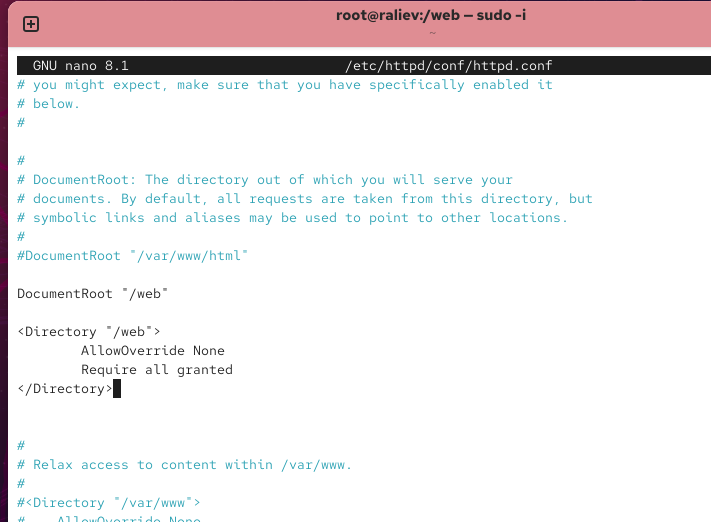 root@raliev:/web — sudo -i
~
GNU nano 8.1 /etc/httpd/conf/httpd.conf
# you might expect, make sure that you have specifically enabled it
# below.
#
#
# DocumentRoot: The directory out of which you will serve your
# documents. By default, all requests are taken from this directory, but
# symbolic links and aliases may be used to point to other locations.
#
#DocumentRoot "/var/www/html"
DocumentRoot "/web"
<Directory "/web">
AllowOverride None
Require all granted
</Directory>
#
# Relax access to content within /var/www.
#
#<Directory "/var/www">
# AllowOverride None